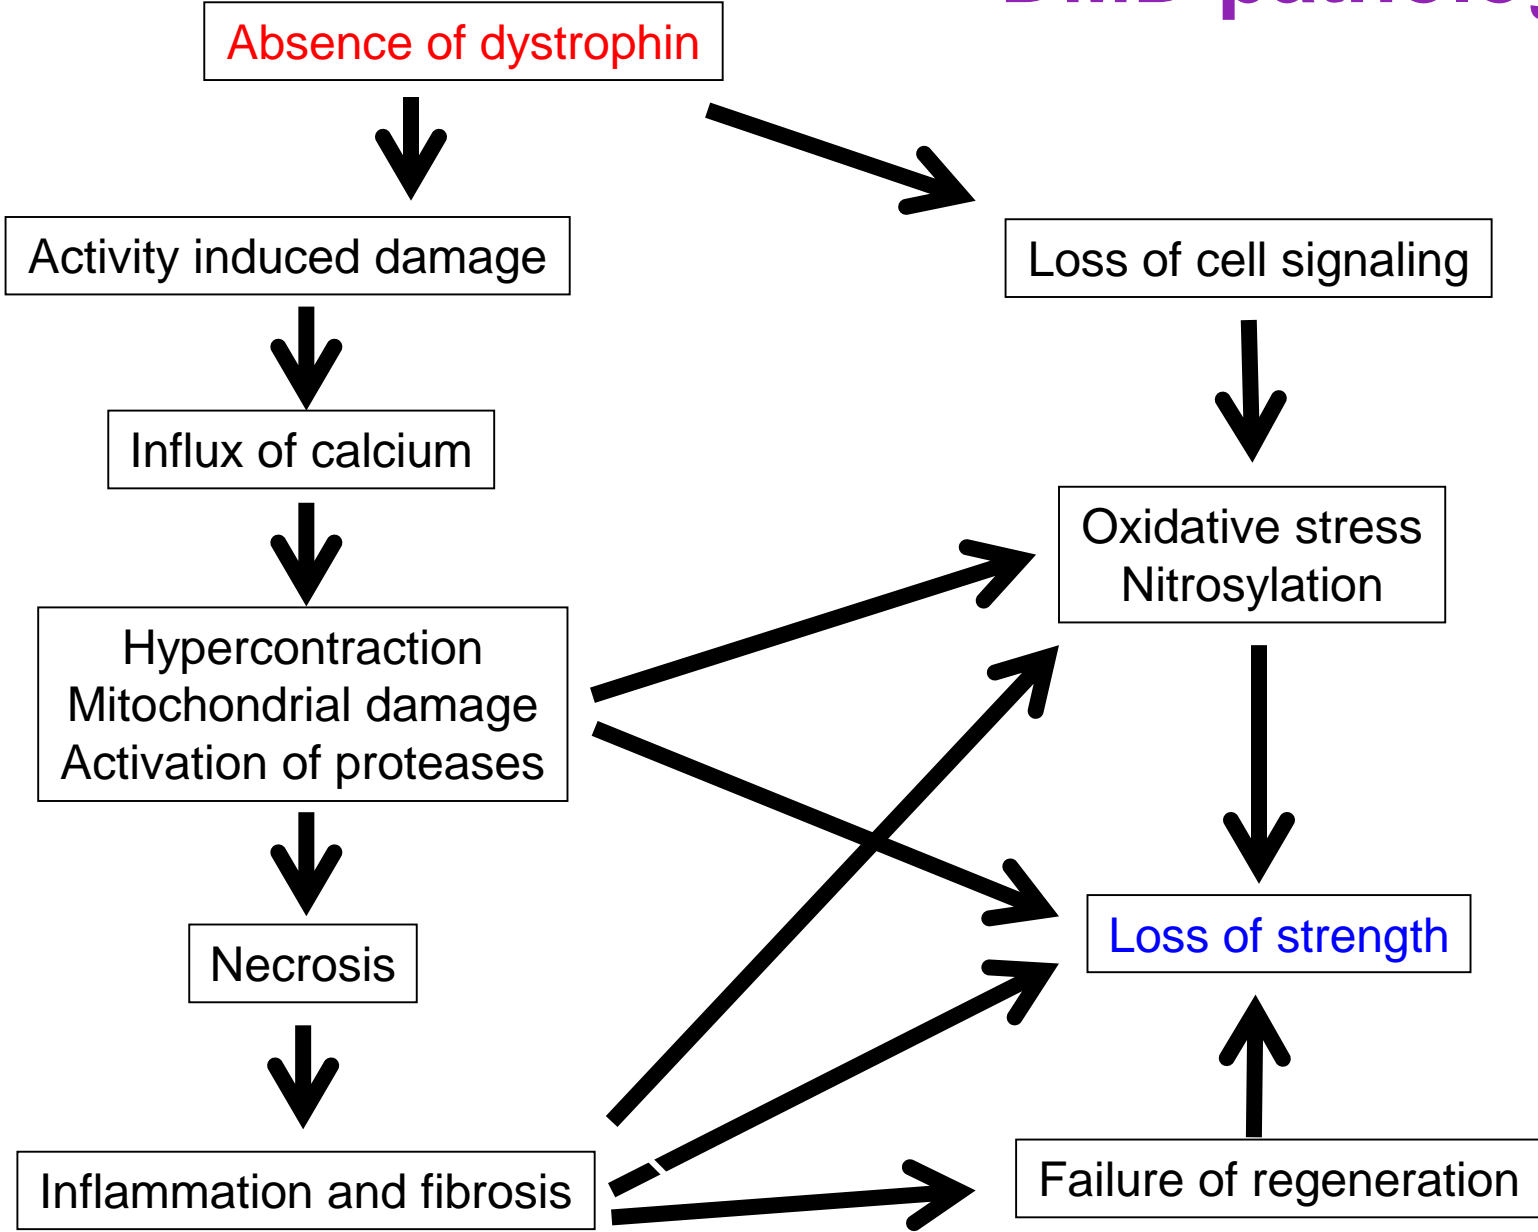 Absence of dystrophin
Activity induced damage
Loss of cell signaling
Influx of calcium
Oxidative stress
Nitrosylation
Hypercontraction
Mitochondrial damage
Activation of proteases
Loss of strength
Necrosis
Inflammation and fibrosis
Failure of regeneration